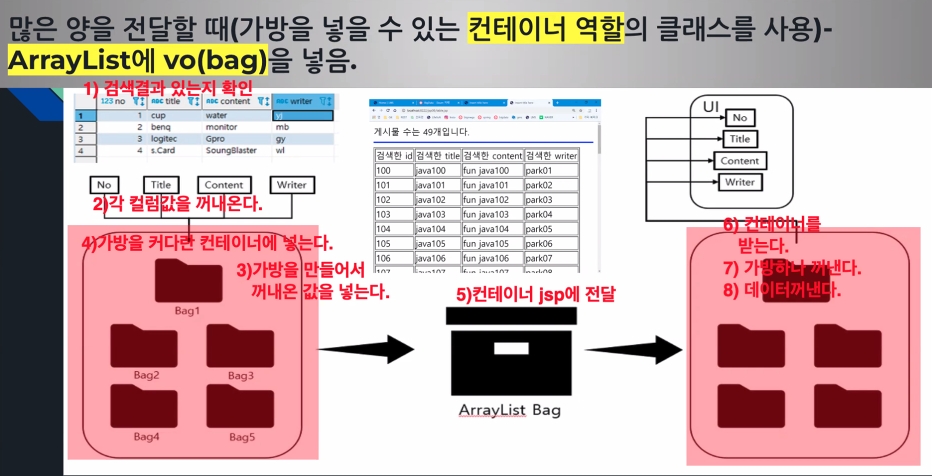 많은 양을 전달할 때(가방을 넣을 수 있는 컨테이너 역할의 클래스를 사용)-
ArrayList에 vo(bag)을 넣음.
1) 검색결과 있는지 확인
123 no ABC title ABC content ABC writer
1 1 cup water yj
2 2 benq monitor mb
3 3 logitec Gpro gy
4 4 s.Card SoungBlaster wl
No Title Content Writer
2)각 컬럼값을 꺼내온다.
4)가방을 커다란 컨테이너에 넣는다.
3)가방을 만들어서
꺼내온 값을 넣는다.
Bag1
Bag2 Bag3
Bag4 Bag5
게시물 수는 49개입니다.
검색한 id 검색한 title 검색한 content 검색한 writer
100 java100 fun java100 park01
101 java101 fun java101 park02
102 java102 fun java102 park03
103 java103 fun java103 park04
104 java104 fun java104 park05
105 java105 fun java105 park06
106 java106 fun java106 park07
107 java107 fun java107 park08
5)컨테이너 jsp에 전달
ArrayList Bag
UI
No
Title
Content
Writer
6) 컨테이너를
받는다.
7) 가방하나 꺼낸다.
8) 데이터꺼낸다.